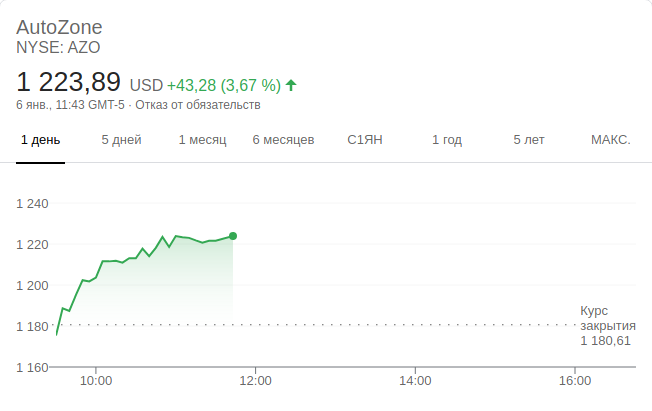 AutoZone
NYSE: AZO
1 223,89 USD +43,28 (3,67 %)
6 янв., 11:43 GMT-5 · Отказ от обязательств
1 день 5 дней 1 месяц 6 месяцев С1ЯН 1 год 5 лет МАКС.
1 240
1 220
1 200
1 180
1 160
Курс
закрытия
1 180,61
10:00 12:00 14:00 16:00